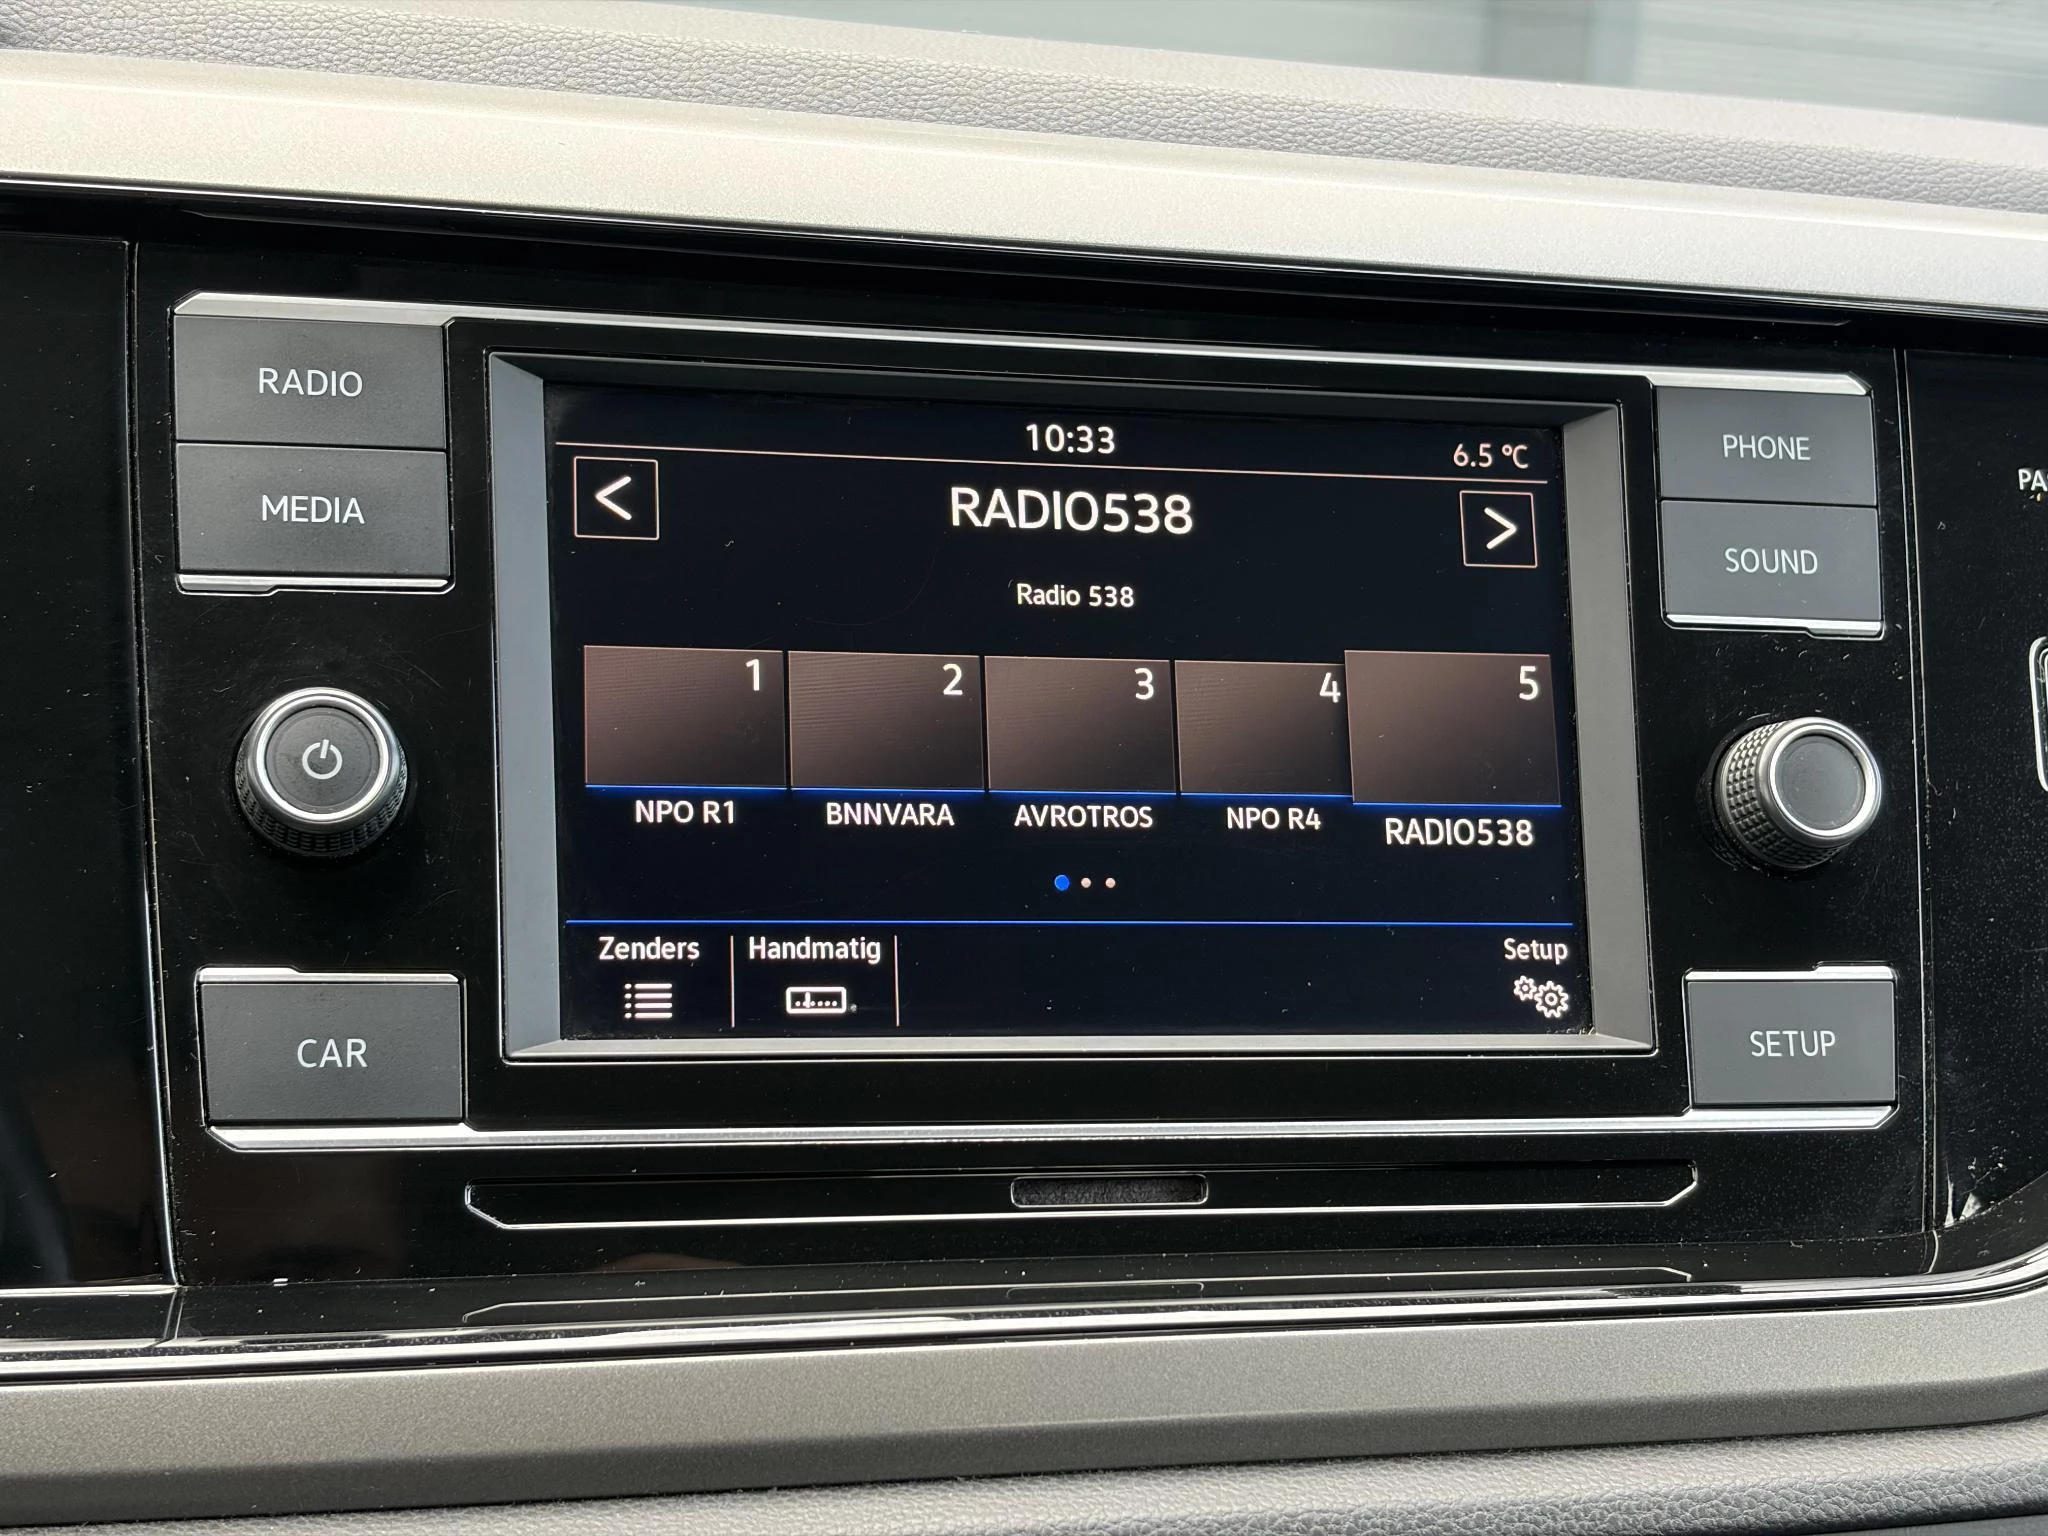 RADIO
MEDIA
CAR
10:33
6.5 °C
<
RADIO538
>
Radio 538
1
2
3
4
5
NPO R1
BNNVARA
AVROTROS
NPO R4
RADIO538
Zenders
Handmatig
Setup
PHONE
SOUND
SETUP